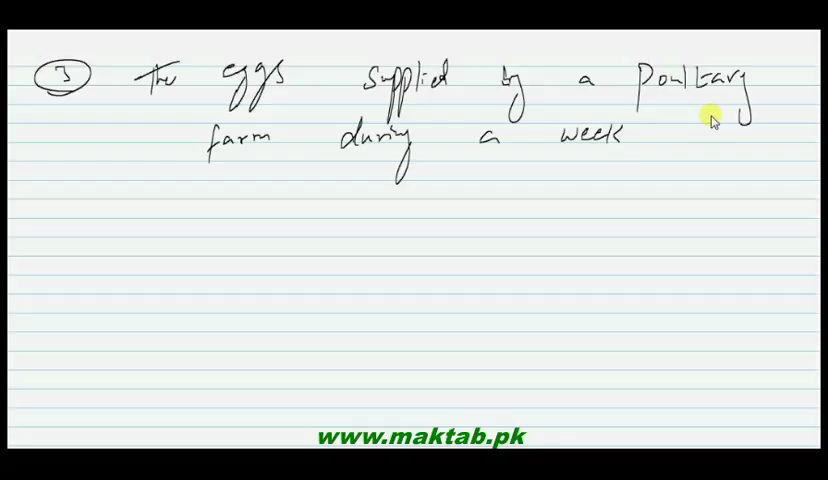 3 the eggs supplied by a Poultary
farm during a week
www.maktab.pk